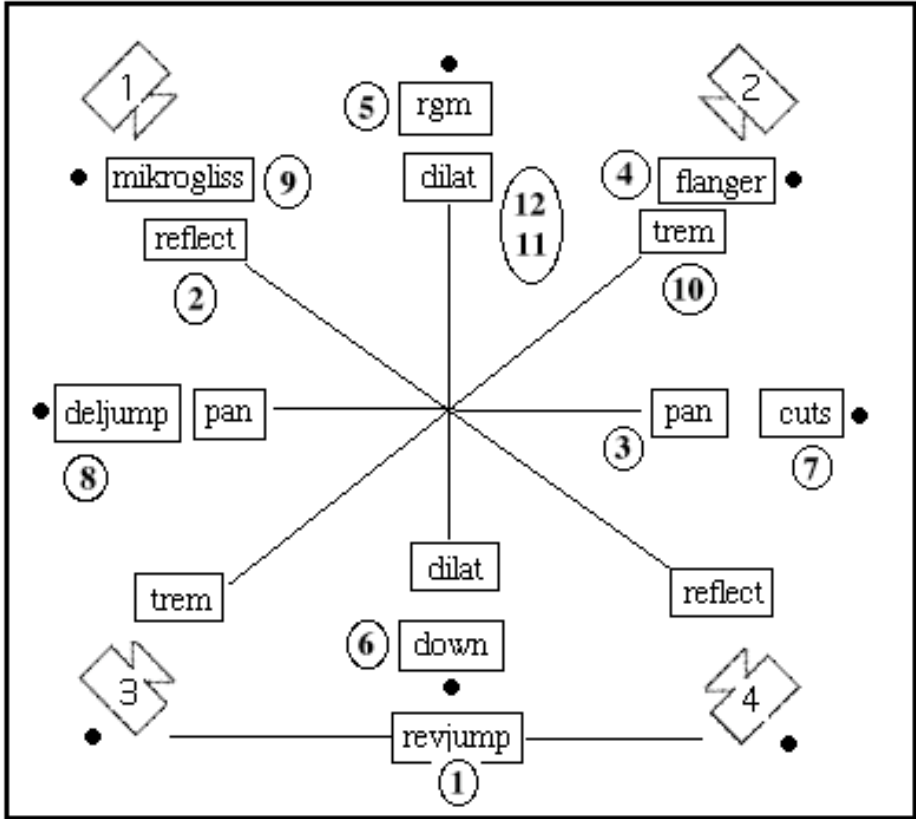 1
2
5
rgm
mikrogliss
9
dilat
12
11
4
flanger
reflect
2
trem
10
deljump
pan
pan
cuts
8
3
7
dilat
trem
reflect
6
down
3
4
revjump
1